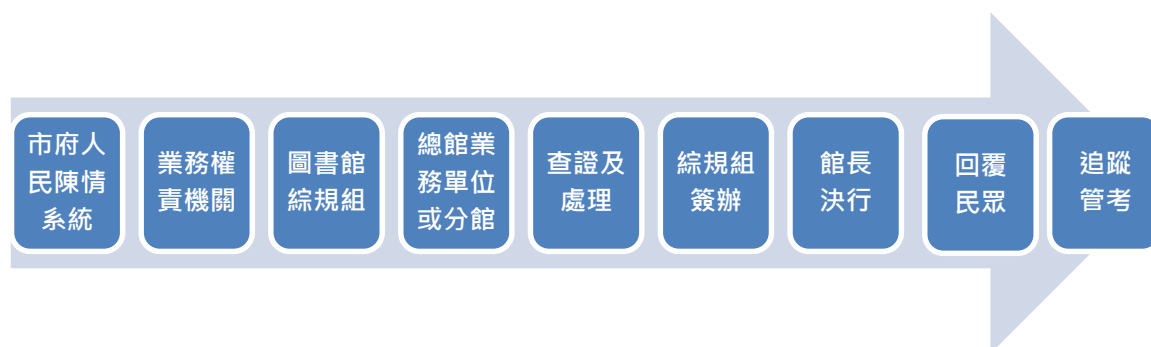 市府人
民陳情
系統
業務權
責機關
圖書館
綜規組
總館業
務單位
或分館
查證及
處理
綜規組
簽辦
館長
決行
回覆
民眾
追蹤
管考